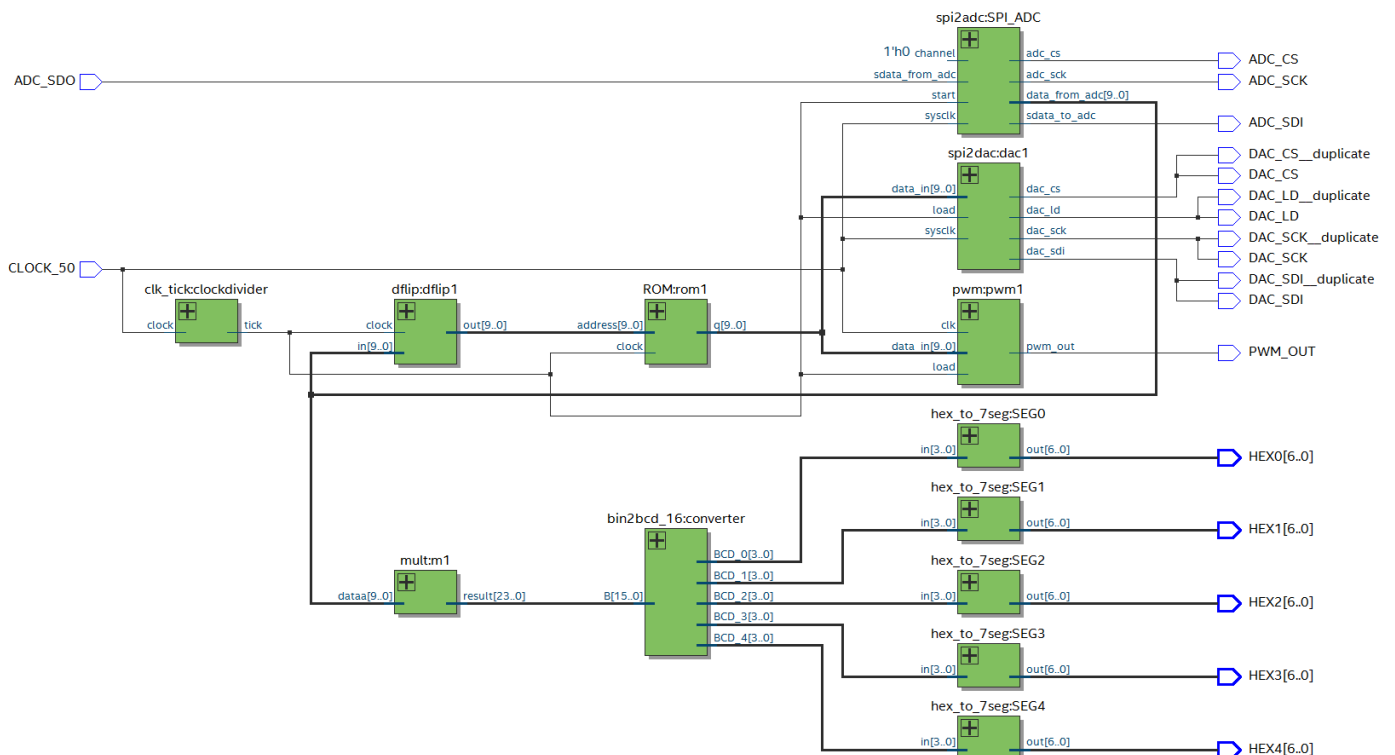 spi2adc:SPI_ADC
1'h0 channel
adc_cs
ADC_CS
ADC_SDO
sdata_from_adc
adc_sck
ADC_SCK
start
data_from_adc[9..0]
sysclk
sdata_to_adc
ADC_SDI
spi2dac:dac1
DAC_CS__duplicate
data_in[9..0]
dac_cs
DAC_CS
DAC_LD__duplicate
load
dac_ld
DAC_LD
sysclk
dac_sck
DAC_SCK__duplicate
dac_sdi
DAC_SCK
CLOCK_50
DAC_SDI__duplicate
DAC_SDI
clk_tick:clockdivider
dflip:dflip1
ROM:rom1
pwm:pwm1
clock
tick
clock
out[9..0]
address[9..0]
q[9..0]
clk
in[9..0]
clock
data_in[9..0]
pwm_out
PWM_OUT
load
hex_to_7seg:SEG0
in[3..0]
out[6..0]
HEX0[6..0]
hex_to_7seg:SEG1
bin2bcd_16:converter
in[3..0]
out[6..0]
HEX1[6..0]
BCD_0[3..0]
mult:m1
hex_to_7seg:SEG2
BCD_1[3..0]
dataa[9..0]
result[23..0]
B[15..0]
BCD_2[3..0]
in[3..0]
out[6..0]
HEX2[6..0]
BCD_3[3..0]
hex_to_7seg:SEG3
BCD_4[3..0]
in[3..0]
out[6..0]
HEX3[6..0]
hex_to_7seg:SEG4
in[3..0]
out[6..0]
HEX4[6..0]